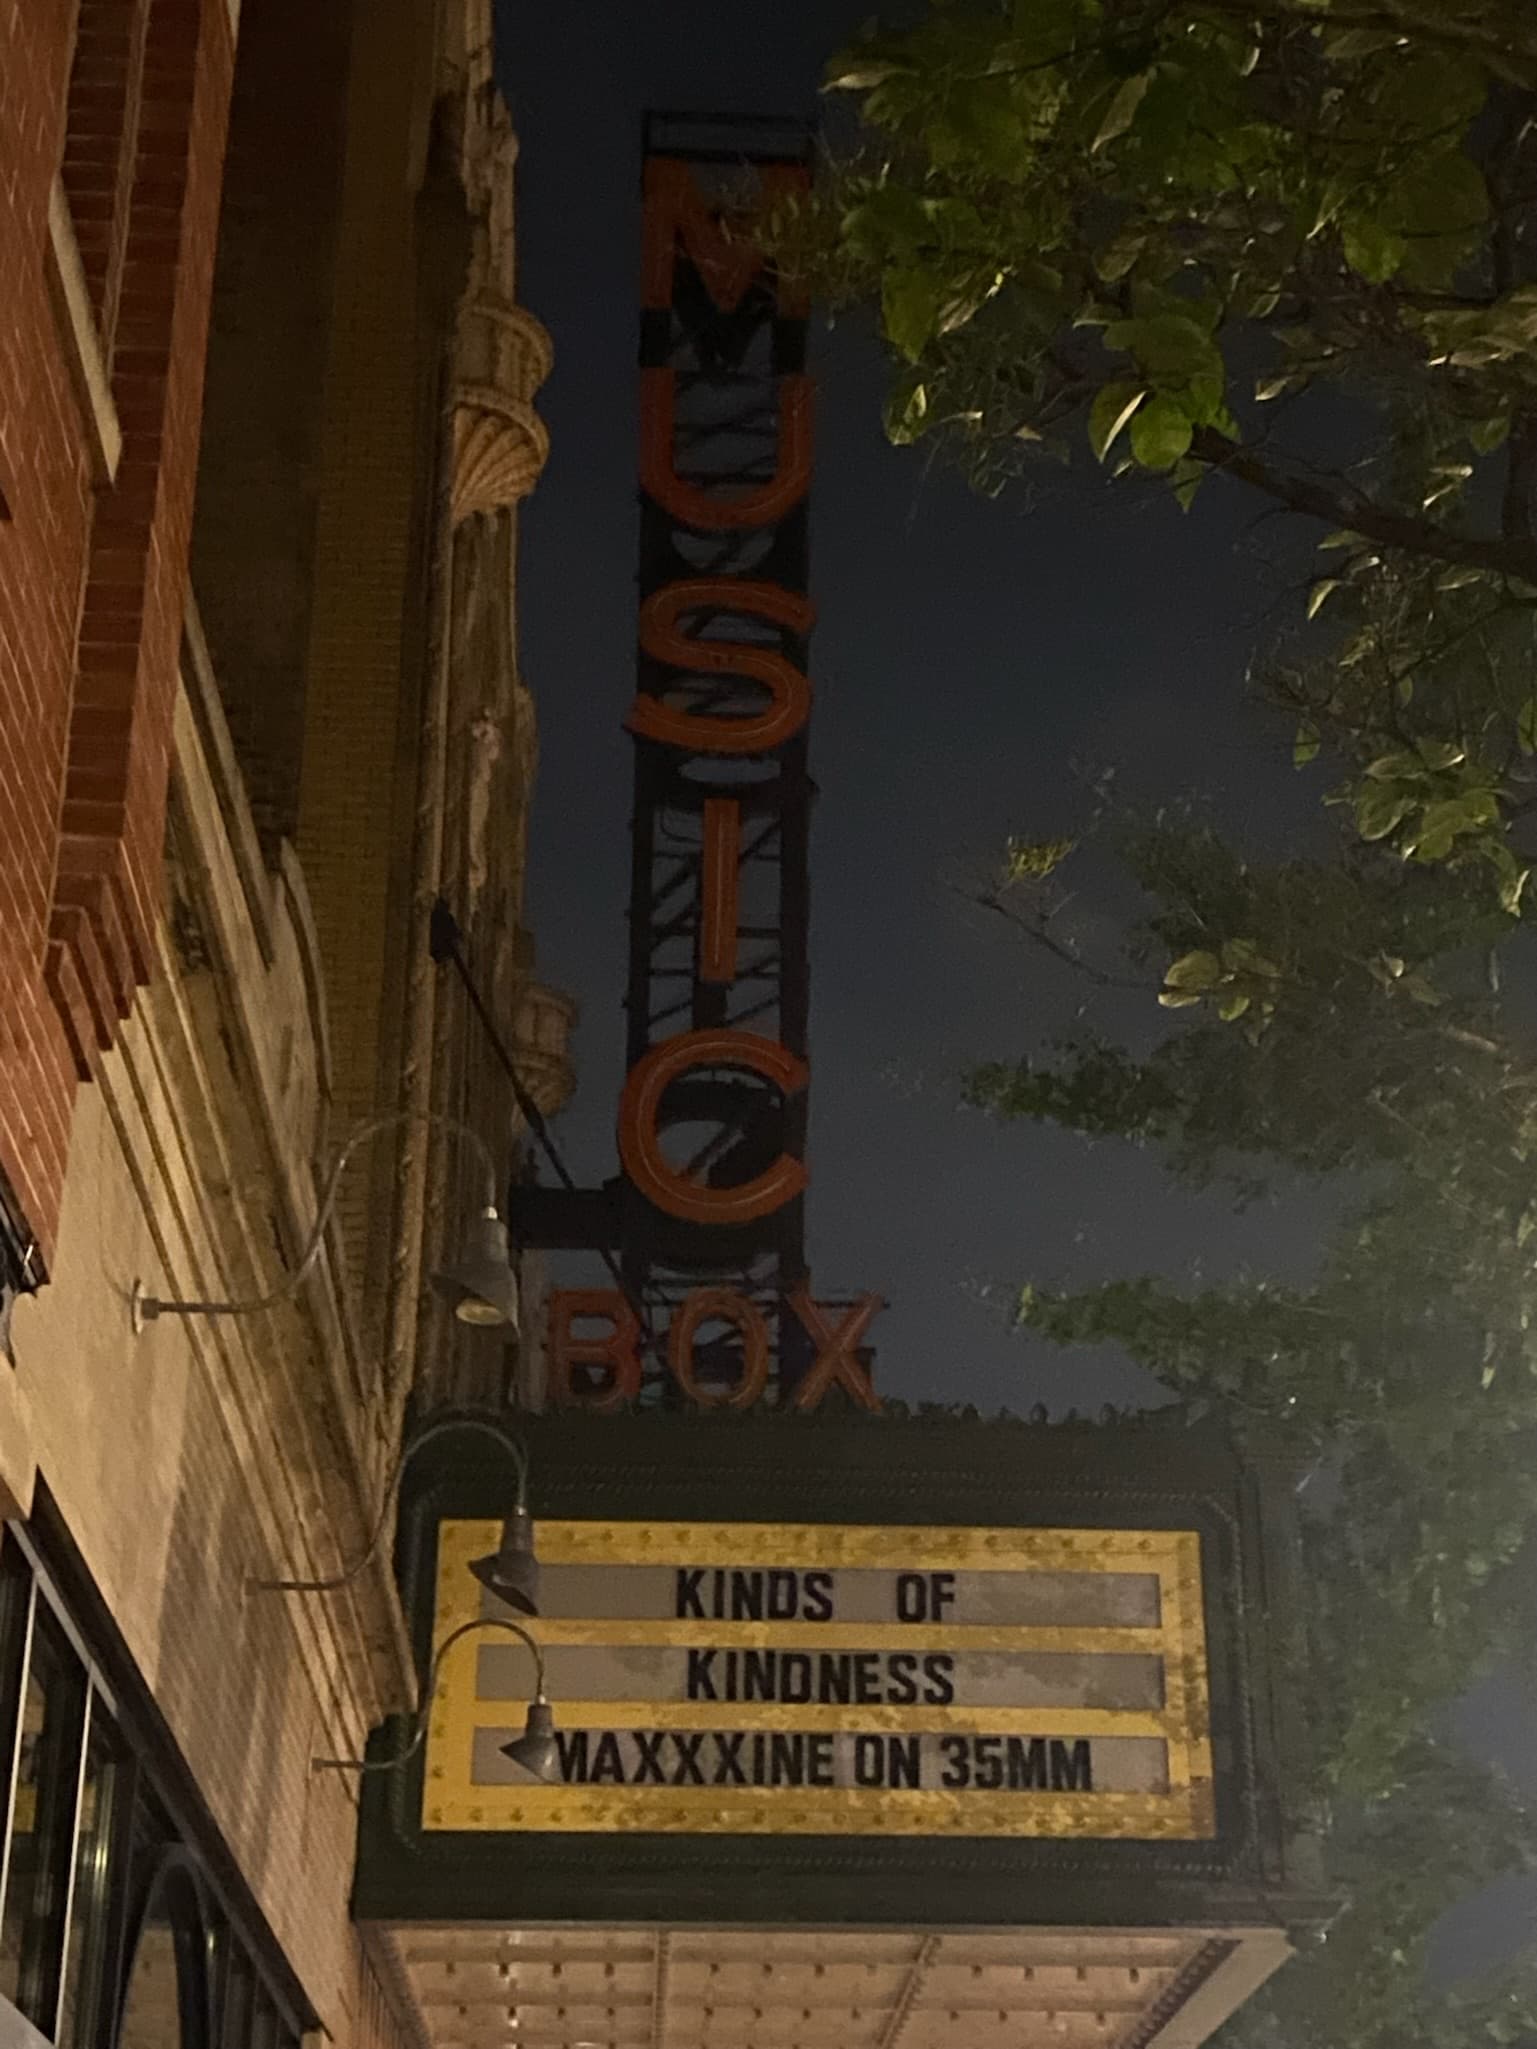 MUSIC
BOX
KINDS OF
KINDNESS
MAXXXINE ON 35MM